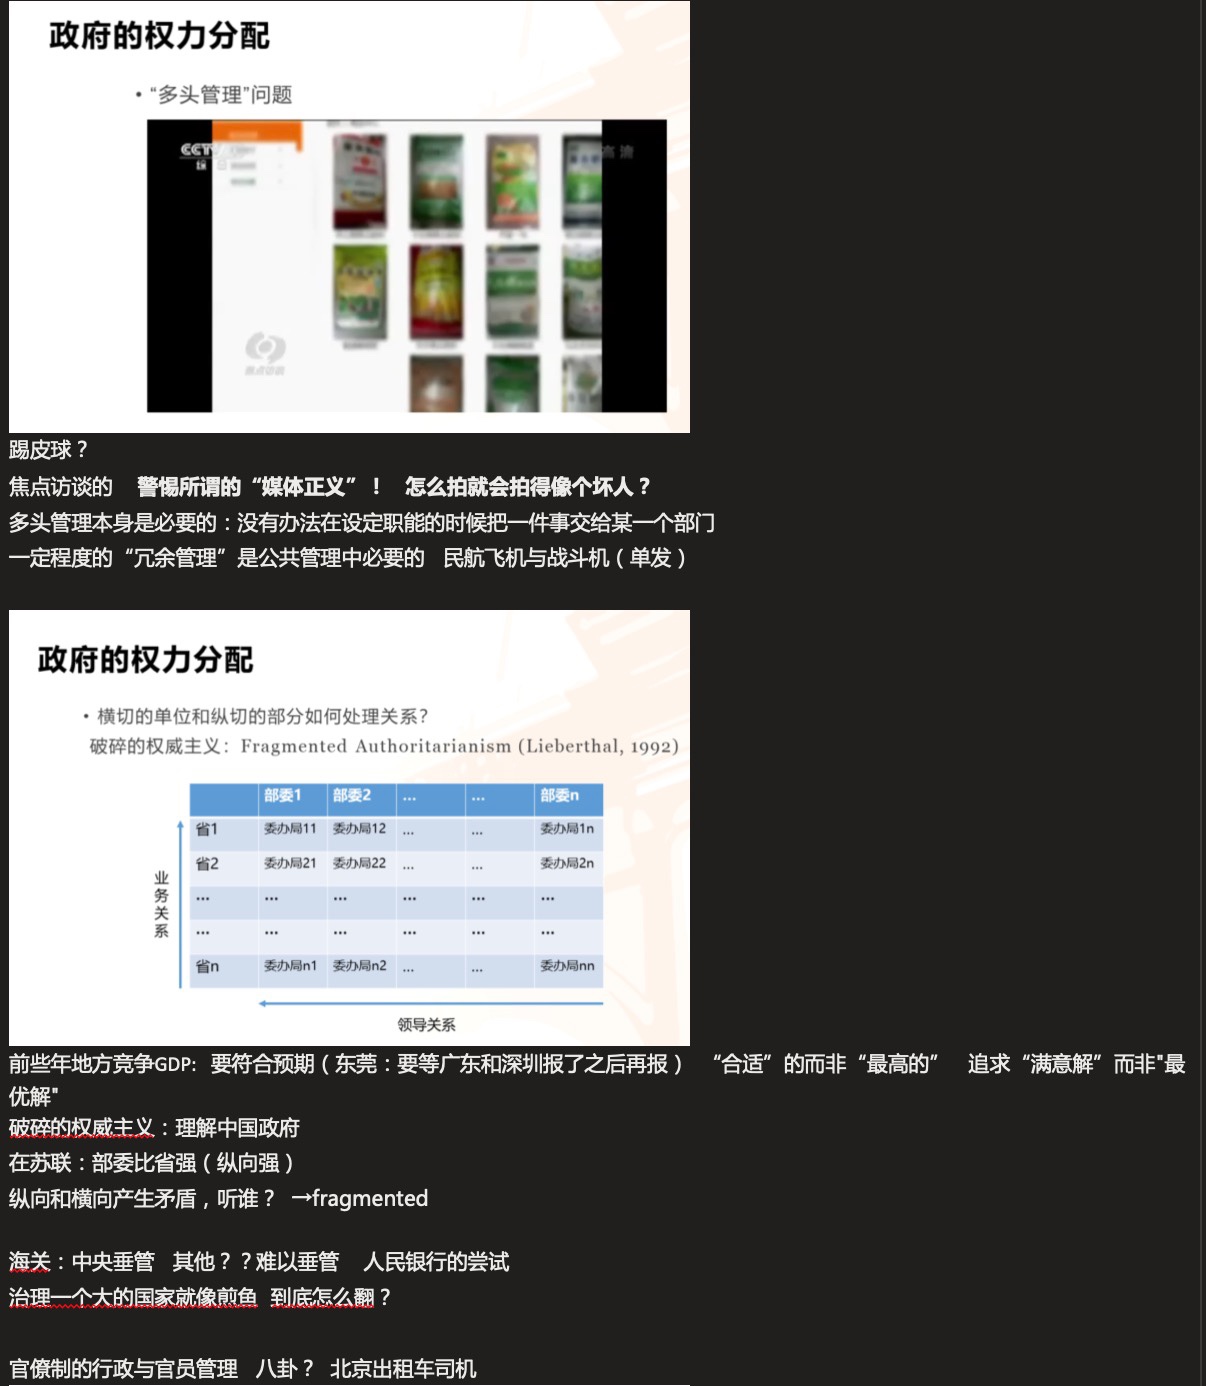 政府的权力分配
• “多头管理”问题
CCTV
高清
焦点访谈
踢皮球？
焦点访谈的 警惕所谓的“媒体正义”！ 怎么拍就会拍得像个坏人？
多头管理本身是必要的：没有办法在设定职能的时候把一件事交给某一个部门
一定程度的“冗余管理”是公共管理中必要的 民航飞机与战斗机（单发）
政府的权力分配
• 横切的单位和纵切的部分如何处理关系？
破碎的权威主义：Fragmented Authoritarianism (Lieberthal, 1992)
部委1 部委2 … … 部委n
省1 委办局11 委办局12 … … 委办局1n
省2 委办局21 委办局22 … … 委办局2n
… … … … … …
… … … … … …
省n 委办局n1 委办局n2 … … 委办局nn
业务关系
领导关系
前些年地方竞争GDP: 要符合预期（东莞：要等广东和深圳报了之后再报） “合适”的而非“最高的” 追求“满意解”而非"最
优解"
破碎的权威主义：理解中国政府
在苏联：部委比省强（纵向强）
纵向和横向产生矛盾，听谁？ →fragmented
海关：中央垂管 其他？？难以垂管 人民银行的尝试
治理一个大的国家就像煎鱼 到底怎么翻？
官僚制的行政与官员管理 八卦？ 北京出租车司机